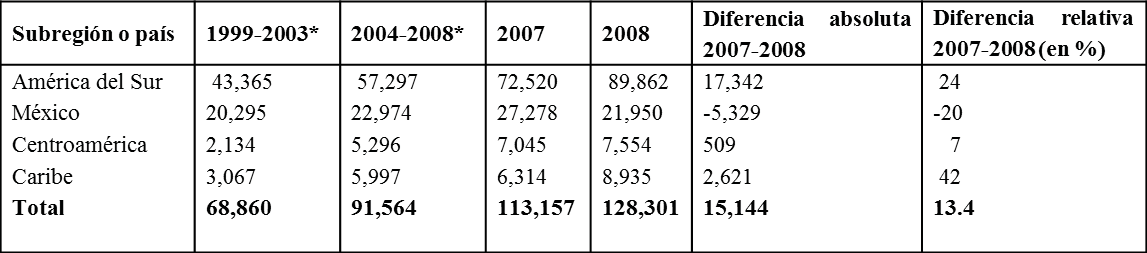 Subregión o país 1999-2003* 2004-2008* 2007 2008 Diferencia absoluta 2007-2008 Diferencia relativa 2007-2008 (en %)
América del Sur 43,365 57,297 72,520 89,862 17,342 24
México 20,295 22,974 27,278 21,950 -5,329 -20
Centroamérica 2,134 5,296 7,045 7,554 509 7
Caribe 3,067 5,997 6,314 8,935 2,621 42
Total 68,860 91,564 113,157 128,301 15,144 13.4